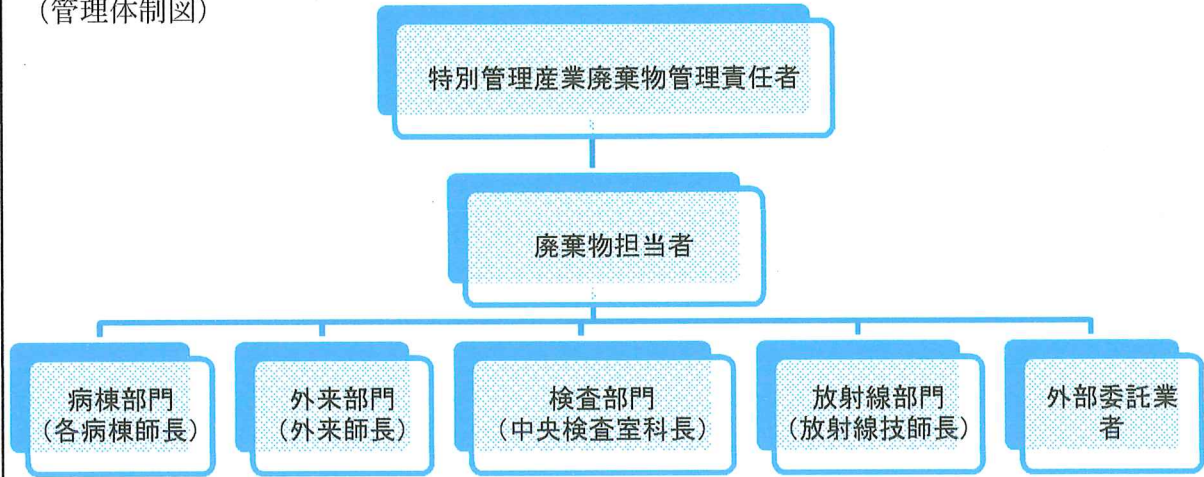 （管理体制図）
特別管理産業廃棄物管理責任者
廃棄物担当者
病棟部門
（各病棟師長）
外来部門
（外来師長）
検査部門
（中央検査室科長）
放射線部門
（放射線技師長）
外部委託業
者